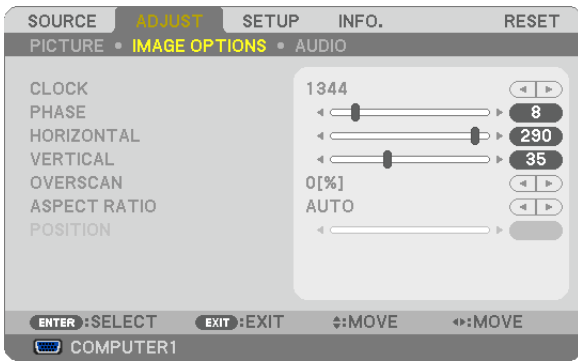 SOURCE ADJUST SETUP INFO. RESET
PICTURE • IMAGE OPTIONS • AUDIO
CLOCK 1344
PHASE 8
HORIZONTAL 290
VERTICAL 35
OVERSCAN 0[%]
ASPECT RATIO AUTO
POSITION
ENTER :SELECT EXIT :EXIT :MOVE :MOVE
COMPUTER1